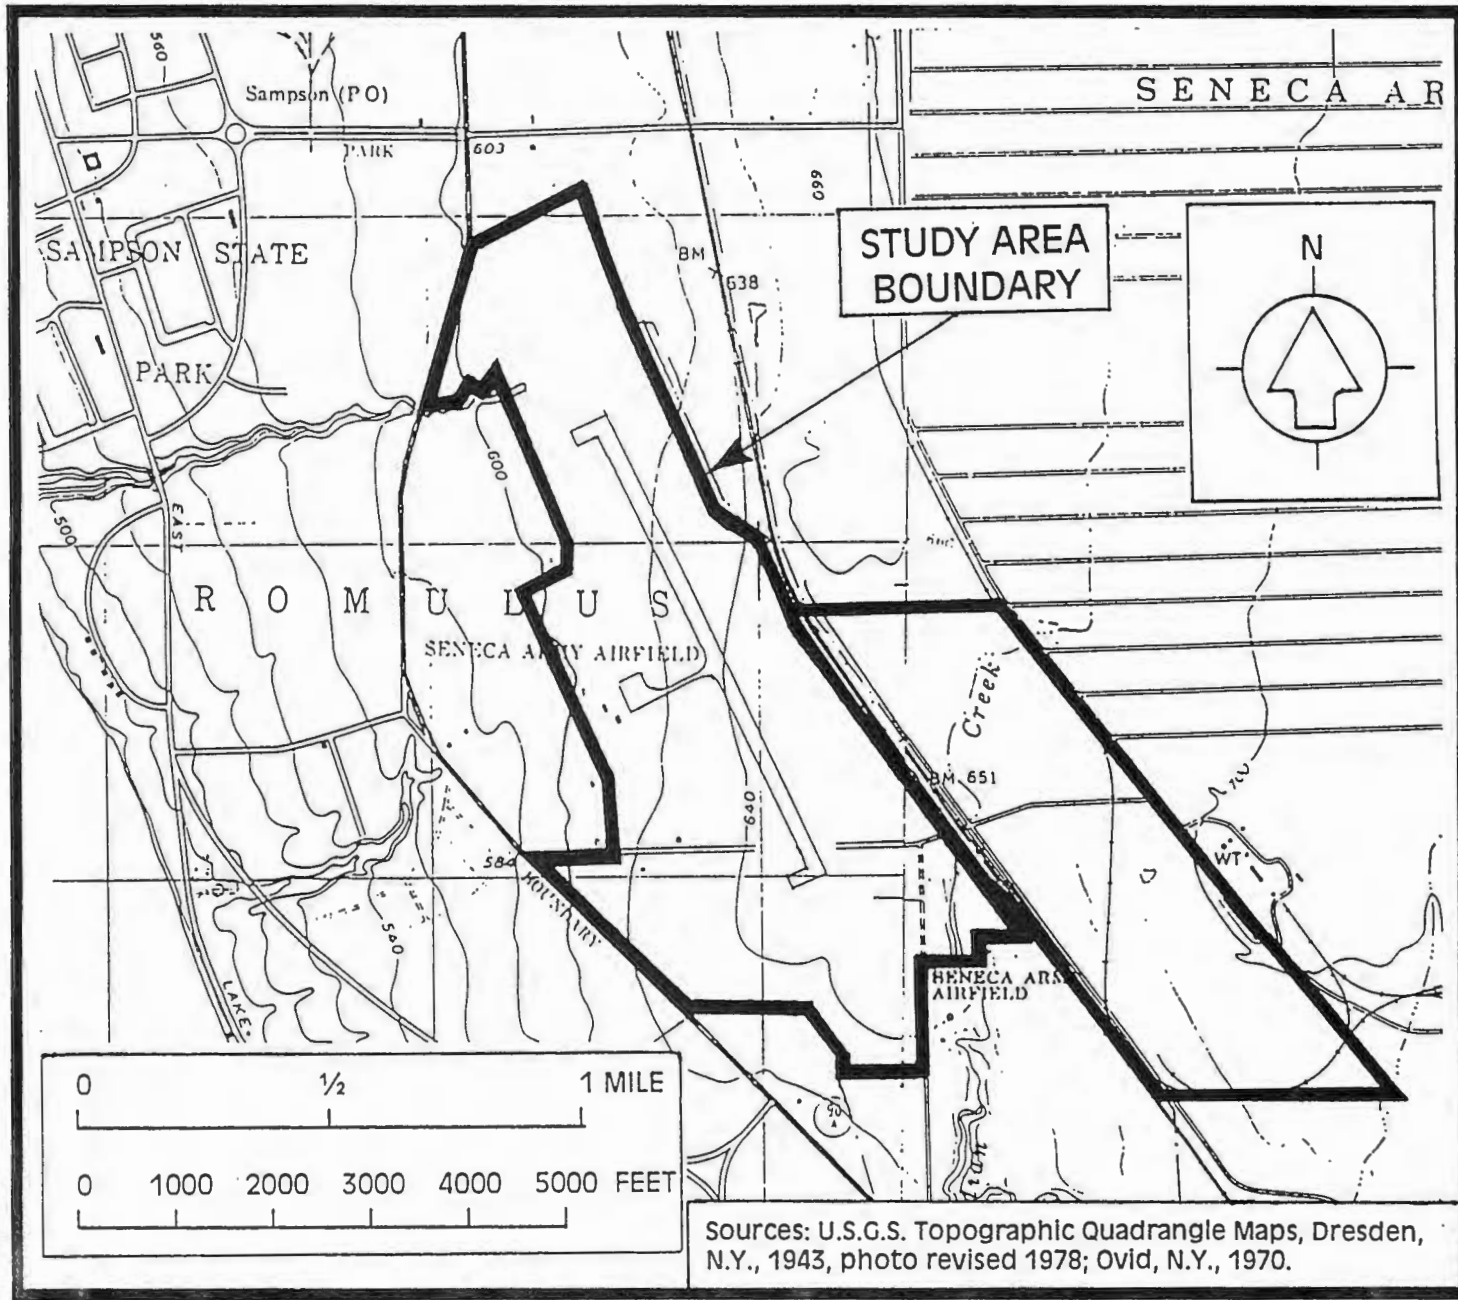 560
Sampson (PO)
SENECA AR
PARK
603
660
SAMPSON STATE
PARK
BM
638
STUDY AREA
BOUNDARY
N
600
500
EAST
ROMULUS
SENECA ARMY AIRFIELD
Creek
BM 651
640
WT
584
BOUNDARY
540
LAKE
SENECA ARMY
AIRFIELD
0 ½ 1 MILE
0 1000 2000 3000 4000 5000 FEET
Sources: U.S.G.S. Topographic Quadrangle Maps, Dresden,
N.Y., 1943, photo revised 1978; Ovid, N.Y., 1970.